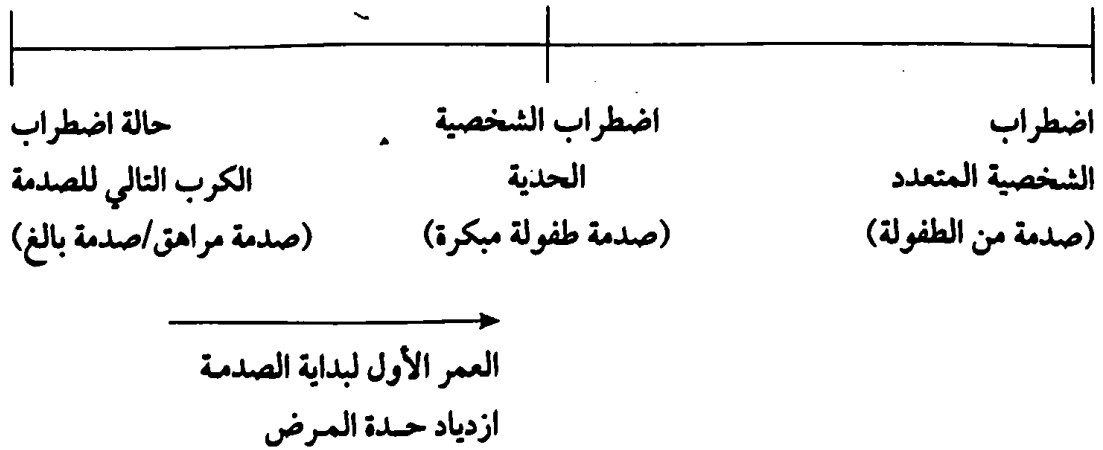 اضطراب
الشخصية المتعدد
(صدمة من الطفولة)
اضطراب الشخصية
الحدية
(صدمة طفولة مبكرة)
حالة اضطراب
الكرب التالي للصدمة
(صدمة مراهق/صدمة بالغ)
العمر الأول لبداية الصدمة
ازدياد حدة المرض